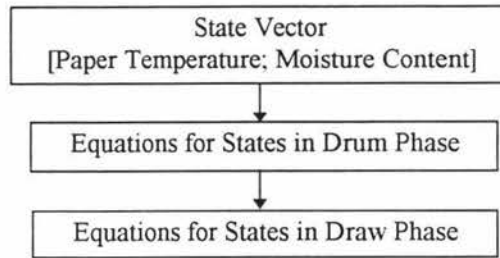 State Vector
[Paper Temperature; Moisture Content]
Equations for States in Drum Phase
Equations for States in Draw Phase